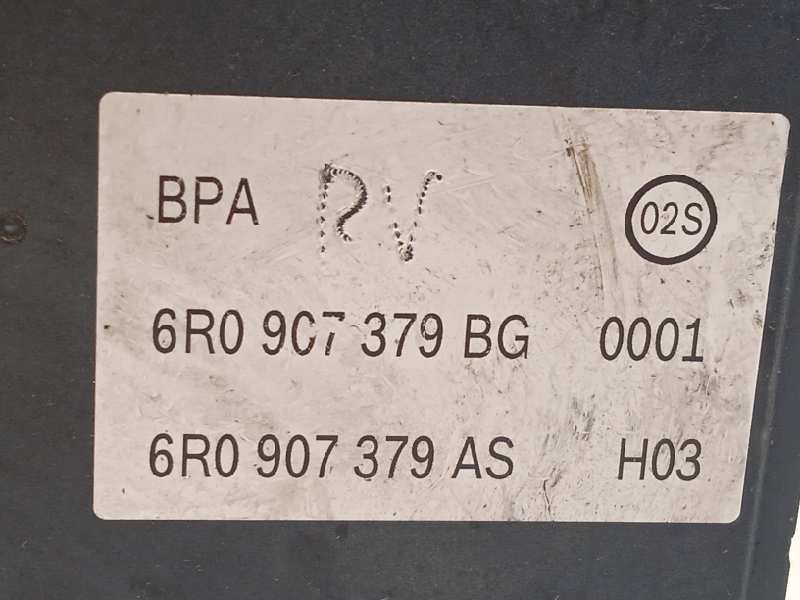 BPA RV 02S
6R0 907 379 BG 0001
6R0 907 379 AS H03